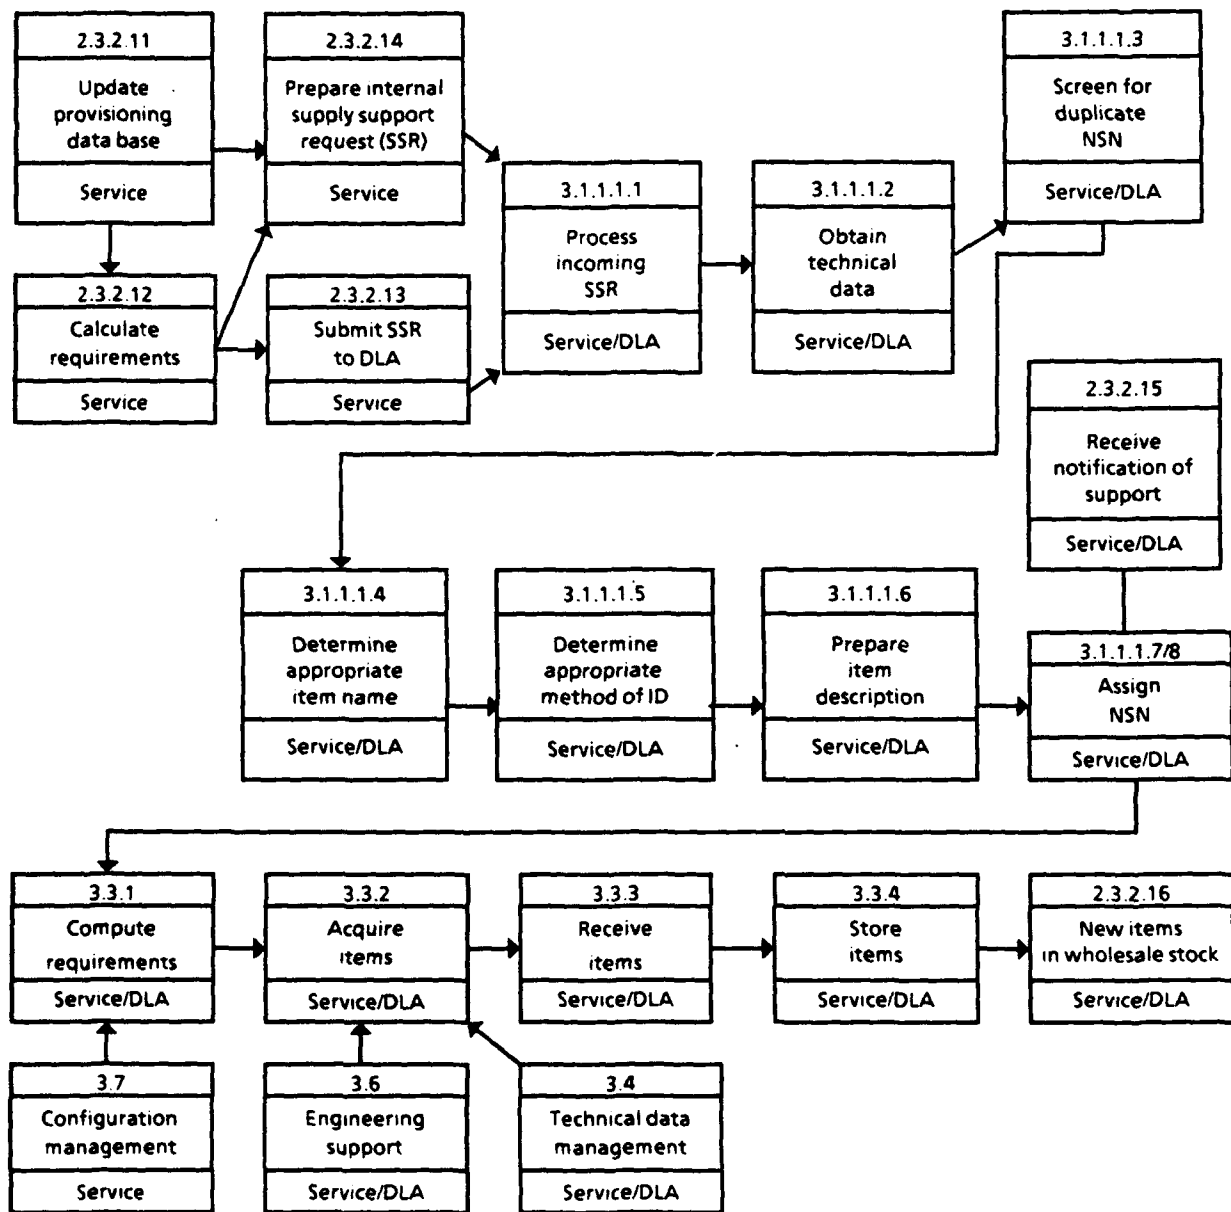 2.3.2.11
Update
provisioning
data base
Service
2.3.2.14
Prepare internal
supply support
request (SSR)
Service
3.1.1.1.3
Screen for
duplicate
NSN
Service/DLA
3.1.1.1.1
Process
incoming
SSR
Service/DLA
3.1.1.1.2
Obtain
technical
data
Service/DLA
2.3.2.12
Calculate
requirements
Service
2.3.2.13
Submit SSR
to DLA
Service
2.3.2.15
Receive
notification of
support
Service/DLA
3.1.1.1.4
Determine
appropriate
item name
Service/DLA
3.1.1.1.5
Determine
appropriate
method of ID
Service/DLA
3.1.1.1.6
Prepare
item
description
Service/DLA
3.1.1.1.7/8
Assign
NSN
Service/DLA
3.3.1
Compute
requirements
Service/DLA
3.3.2
Acquire
items
Service/DLA
3.3.3
Receive
items
Service/DLA
3.3.4
Store
items
Service/DLA
2.3.2.16
New items
in wholesale stock
Service/DLA
3.7
Configuration
management
Service
3.6
Engineering
support
Service/DLA
3.4
Technical data
management
Service/DLA